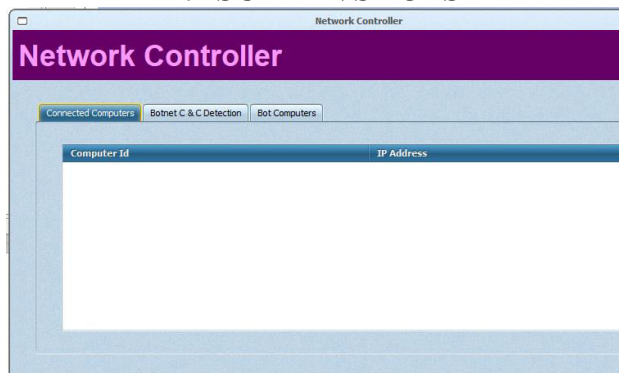 Network Controller
Network Controller
Connected Computers Botnet C & C Detection Bot Computers
Computer Id IP Address